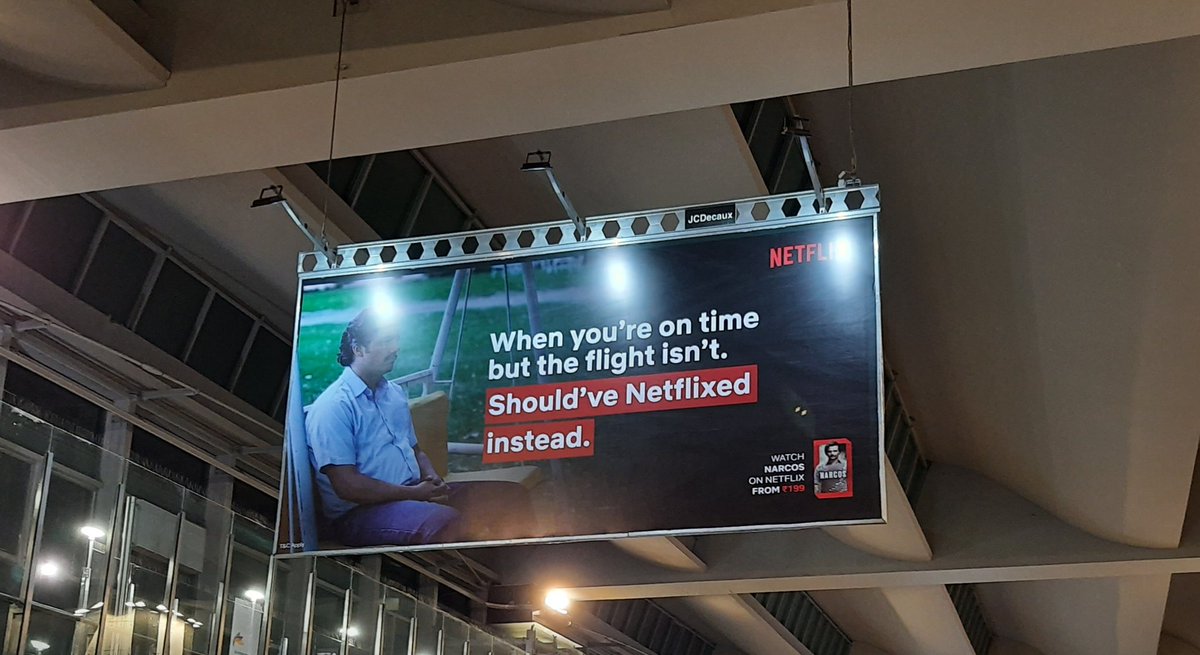 JCDecaux
NETFLIX
When you're on time
but the flight isn't.
Should've Netflixed
instead.
WATCH
NARCOS
ON NETFLIX
FROM ₹199
NARCOS
T&C Apply